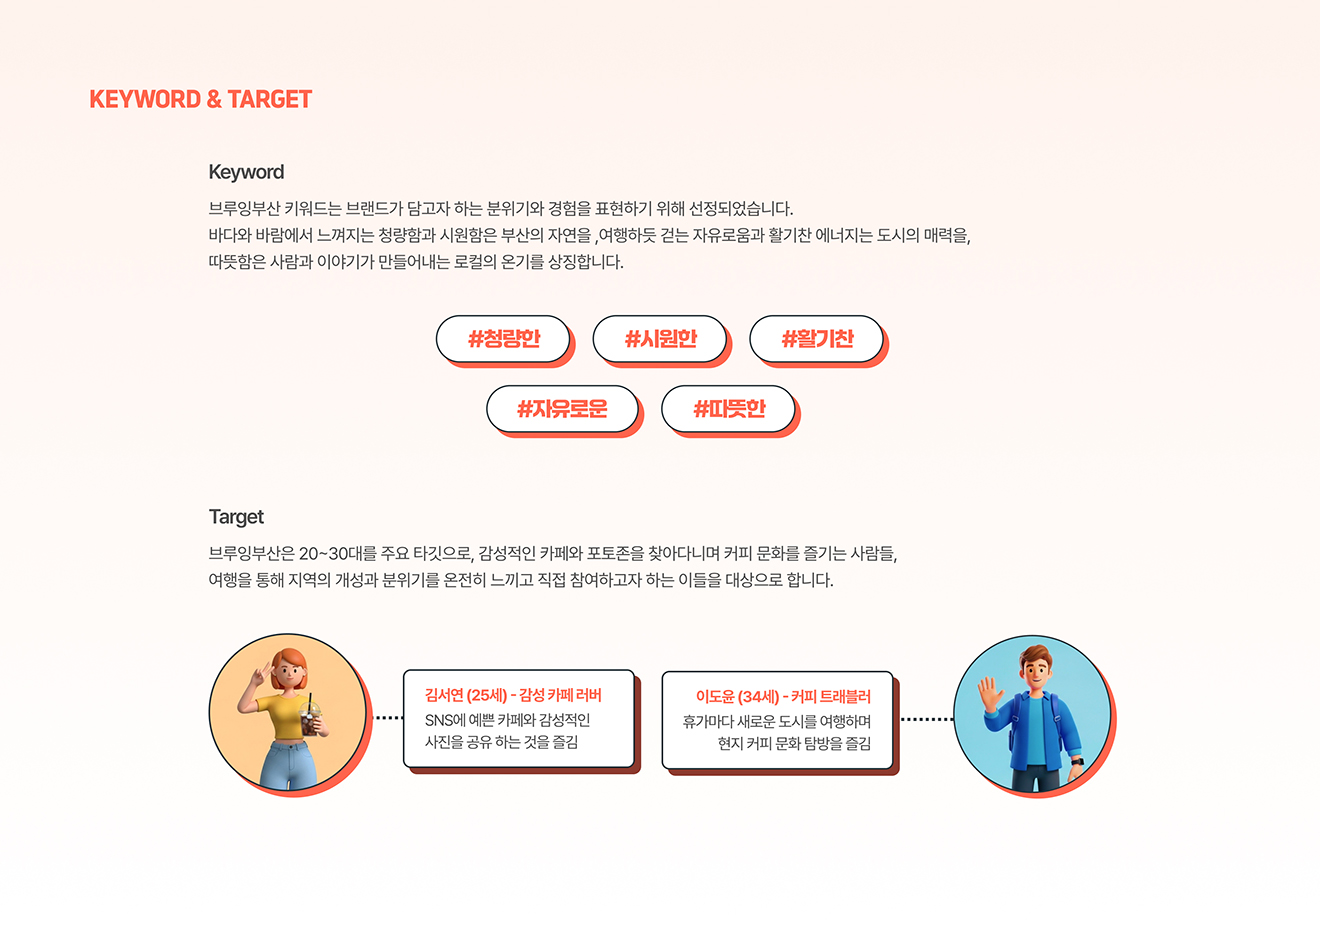 KEYWORD & TARGET
Keyword
브루잉부산 키워드는 브랜드가 담고자 하는 분위기와 경험을 표현하기 위해 선정되었습니다.
바다와 바람에서 느껴지는 청량함과 시원함은 부산의 자연을 ,여행하듯 걷는 자유로움과 활기찬 에너지는 도시의 매력을,
따뜻함은 사람과 이야기가 만들어내는 로컬의 온기를 상징합니다.
#청량한
#시원한
#활기찬
#자유로운
#따뜻한
Target
브루잉부산은 20~30대를 주요 타깃으로, 감성적인 카페와 포토존을 찾아다니며 커피 문화를 즐기는 사람들,
여행을 통해 지역의 개성과 분위기를 온전히 느끼고 직접 참여하고자 하는 이들을 대상으로 합니다.
김서연 (25세) - 감성 카페 러버
SNS에 예쁜 카페와 감성적인
사진을 공유 하는 것을 즐김
이도윤 (34세) - 커피 트래블러
휴가마다 새로운 도시를 여행하며
현지 커피 문화 탐방을 즐김